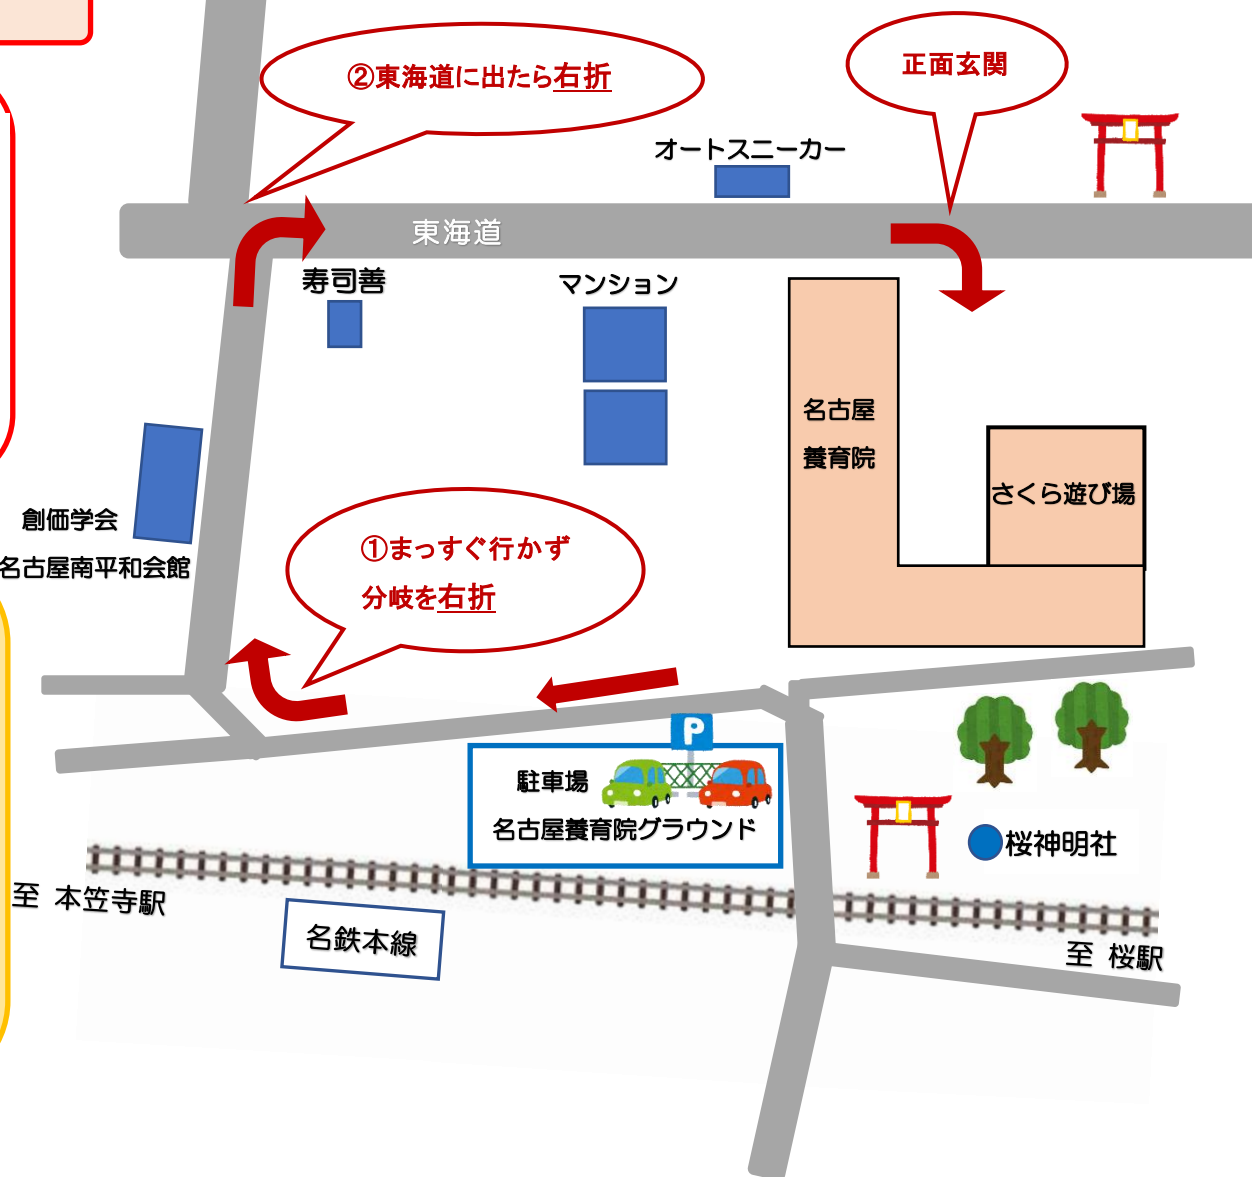 ②東海道に出たら右折
正面玄関
オートスニーカー
東海道
寿司善
マンション
名古屋
養育院
さくら遊び場
創価学会
名古屋南平和会館
①まっすぐ行かず
分岐を右折
P
駐車場
名古屋養育院グラウンド
桜神明社
至 本笠寺駅
名鉄本線
至 桜駅